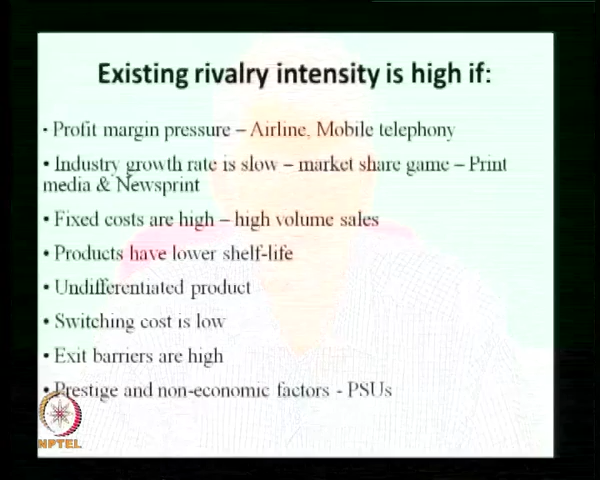 Existing rivalry intensity is high if:
• Profit margin pressure – Airline, Mobile telephony
• Industry growth rate is slow – market share game – Print
media & Newsprint
• Fixed costs are high – high volume sales
• Products have lower shelf-life
• Undifferentiated product
• Switching cost is low
• Exit barriers are high
• Prestige and non-economic factors - PSUs
NPTEL